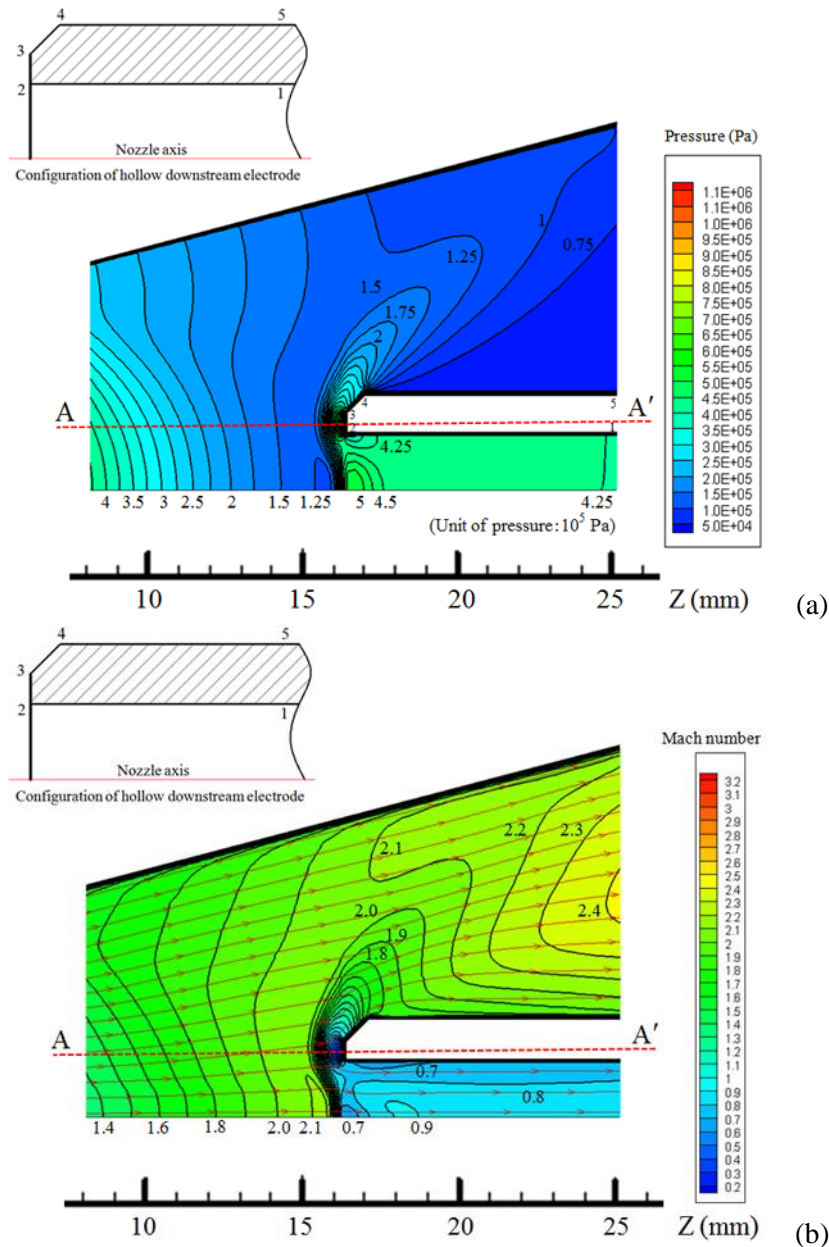 4
5
3
2
1
Nozzle axis
Configuration of hollow downstream electrode
Pressure (Pa)
1.1E+06
1.1E+06
1.0E+06
9.5E+05
9.0E+05
8.5E+05
8.0E+05
7.5E+05
7.0E+05
6.5E+05
6.0E+05
5.5E+05
5.0E+05
4.5E+05
4.0E+05
3.5E+05
3.0E+05
2.5E+05
2.0E+05
1.5E+05
1.0E+05
5.0E+04
1
0.75
1.25
1.5
1.75
2
4
5
3
2
1
A
A′
4.25
4 3.5 3 2.5 2 1.5 1.25 5 4.5 4.25
(Unit of pressure: 10⁵ Pa)
10 15 20 25 Z (mm)
(a)
4
5
3
2
1
Nozzle axis
Configuration of hollow downstream electrode
Mach number
3.2
3.1
3
2.9
2.8
2.7
2.6
2.5
2.4
2.3
2.2
2.1
2
1.9
1.8
1.7
1.6
1.5
1.4
1.3
1.2
1.1
1
0.9
0.8
0.7
0.6
0.5
0.4
0.3
0.2
2.1
2.2
2.3
2.4
2.0
1.9
1.8
A
A′
0.7
0.8
1.4 1.6 1.8 2.0 2.1 0.7 0.9
10 15 20 25 Z (mm)
(b)